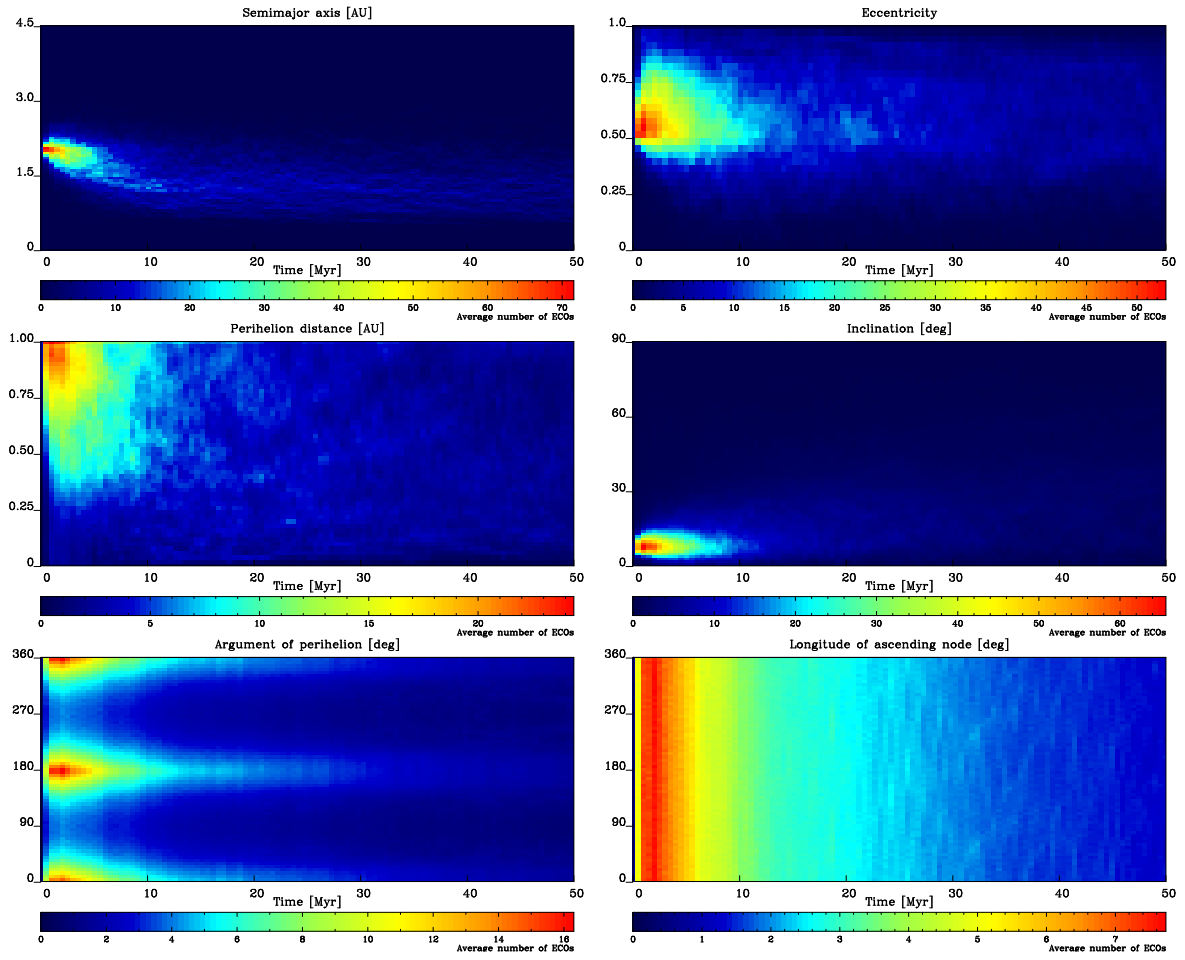 Semimajor axis [AU]
4.5
3.0
1.5
0
0 10 20 30 40 50
Time [Myr]
0 10 20 30 40 50 60 70
Average number of ECOs
Eccentricity
1.0
0.75
0.50
0.25
0
0 10 20 30 40 50
Time [Myr]
0 5 10 15 20 25 30 35 40 45 50
Average number of ECOs
Perihelion distance [AU]
1.00
0.75
0.50
0.25
0
0 10 20 30 40 50
Time [Myr]
0 5 10 15 20
Average number of ECOs
Inclination [deg]
90
60
30
0
0 10 20 30 40 50
Time [Myr]
0 10 20 30 40 50 60
Average number of ECOs
Argument of perihelion [deg]
360
270
180
90
0
0 10 20 30 40 50
Time [Myr]
0 2 4 6 8 10 12 14 16
Average number of ECOs
Longitude of ascending node [deg]
360
270
180
90
0
0 10 20 30 40 50
Time [Myr]
0 1 2 3 4 5 6 7
Average number of ECOs